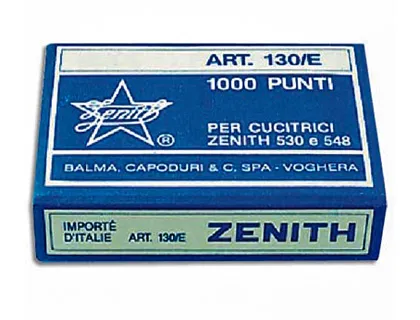 ART. 130/E
1000 PUNTI
Zenith
®
PER CUCITRICI
ZENITH 530 e 548
BALMA, CAPODURI & C. SPA - VOGHERA
IMPORTÉ
D'ITALIE
ART. 130/E
ZENITH